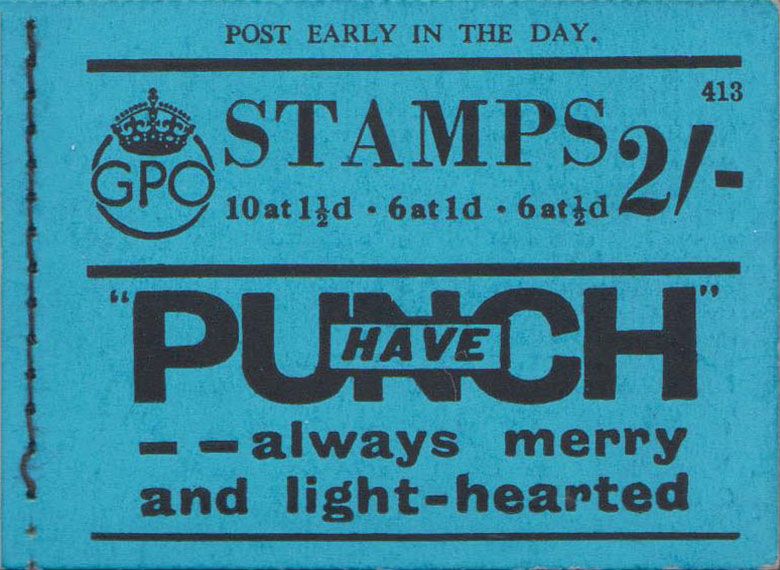 POST EARLY IN THE DAY.
413
GPO
STAMPS 2/-
10 at 1½d · 6 at 1d · 6 at ½d
"PUNCH"
HAVE
--always merry
and light-hearted